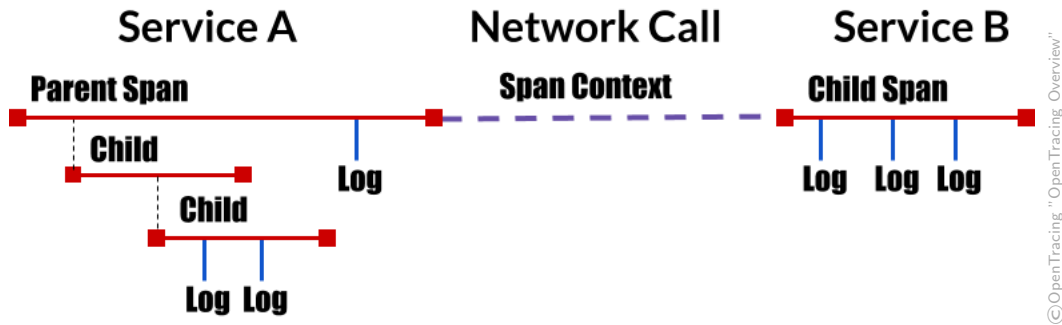 Service A
Network Call
Service B
Parent Span
Span Context
Child Span
Child
Log
Log
Log
Log
Child
Log
Log
©OpenTracing "OpenTracing Overview"